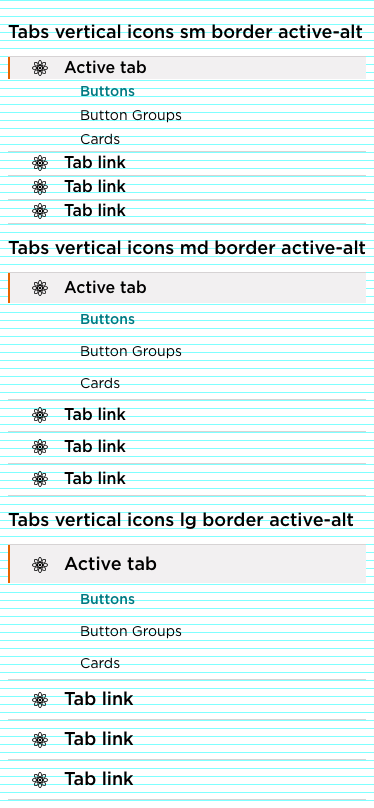 Tabs vertical icons sm border active-alt
Active tab
Buttons
Button Groups
Cards
Tab link
Tab link
Tab link
Tabs vertical icons md border active-alt
Active tab
Buttons
Button Groups
Cards
Tab link
Tab link
Tab link
Tabs vertical icons lg border active-alt
Active tab
Buttons
Button Groups
Cards
Tab link
Tab link
Tab link